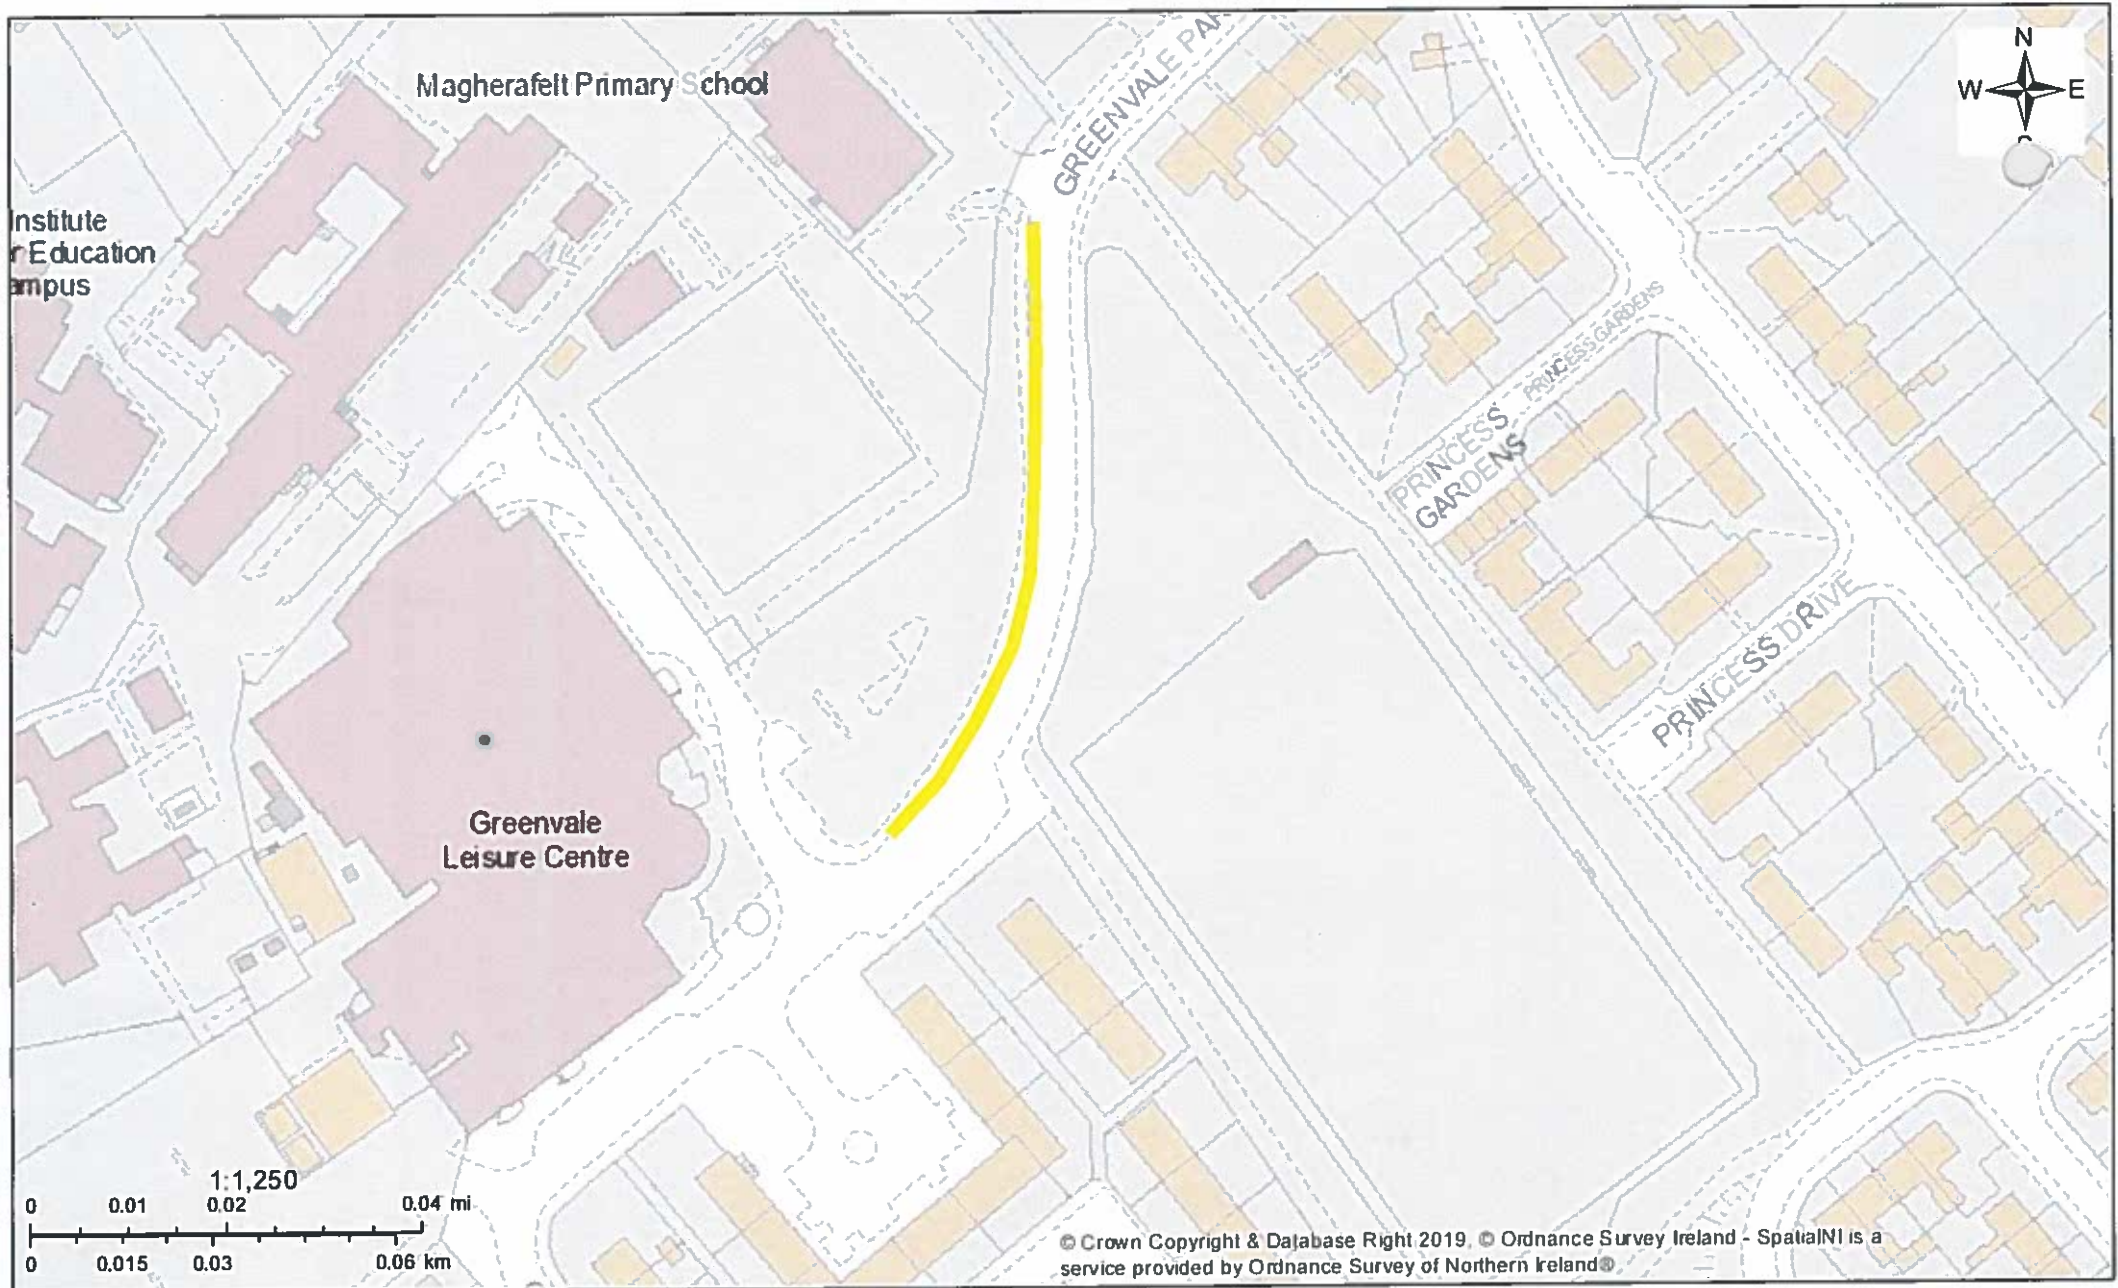 Magherafelt Primary School
GREENVALE PAR
N
W E
Institute
r Education
ampus
PRINCESS GARDENS
PRINCESS
GARDENS
PRINCESS DRIVE
Greenvale
Leisure Centre
1:1,250
0 0.01 0.02 0.04 mi
0 0.015 0.03 0.06 km
© Crown Copyright & Database Right 2019, © Ordnance Survey Ireland - SpatialNI is a
service provided by Ordnance Survey of Northern Ireland®